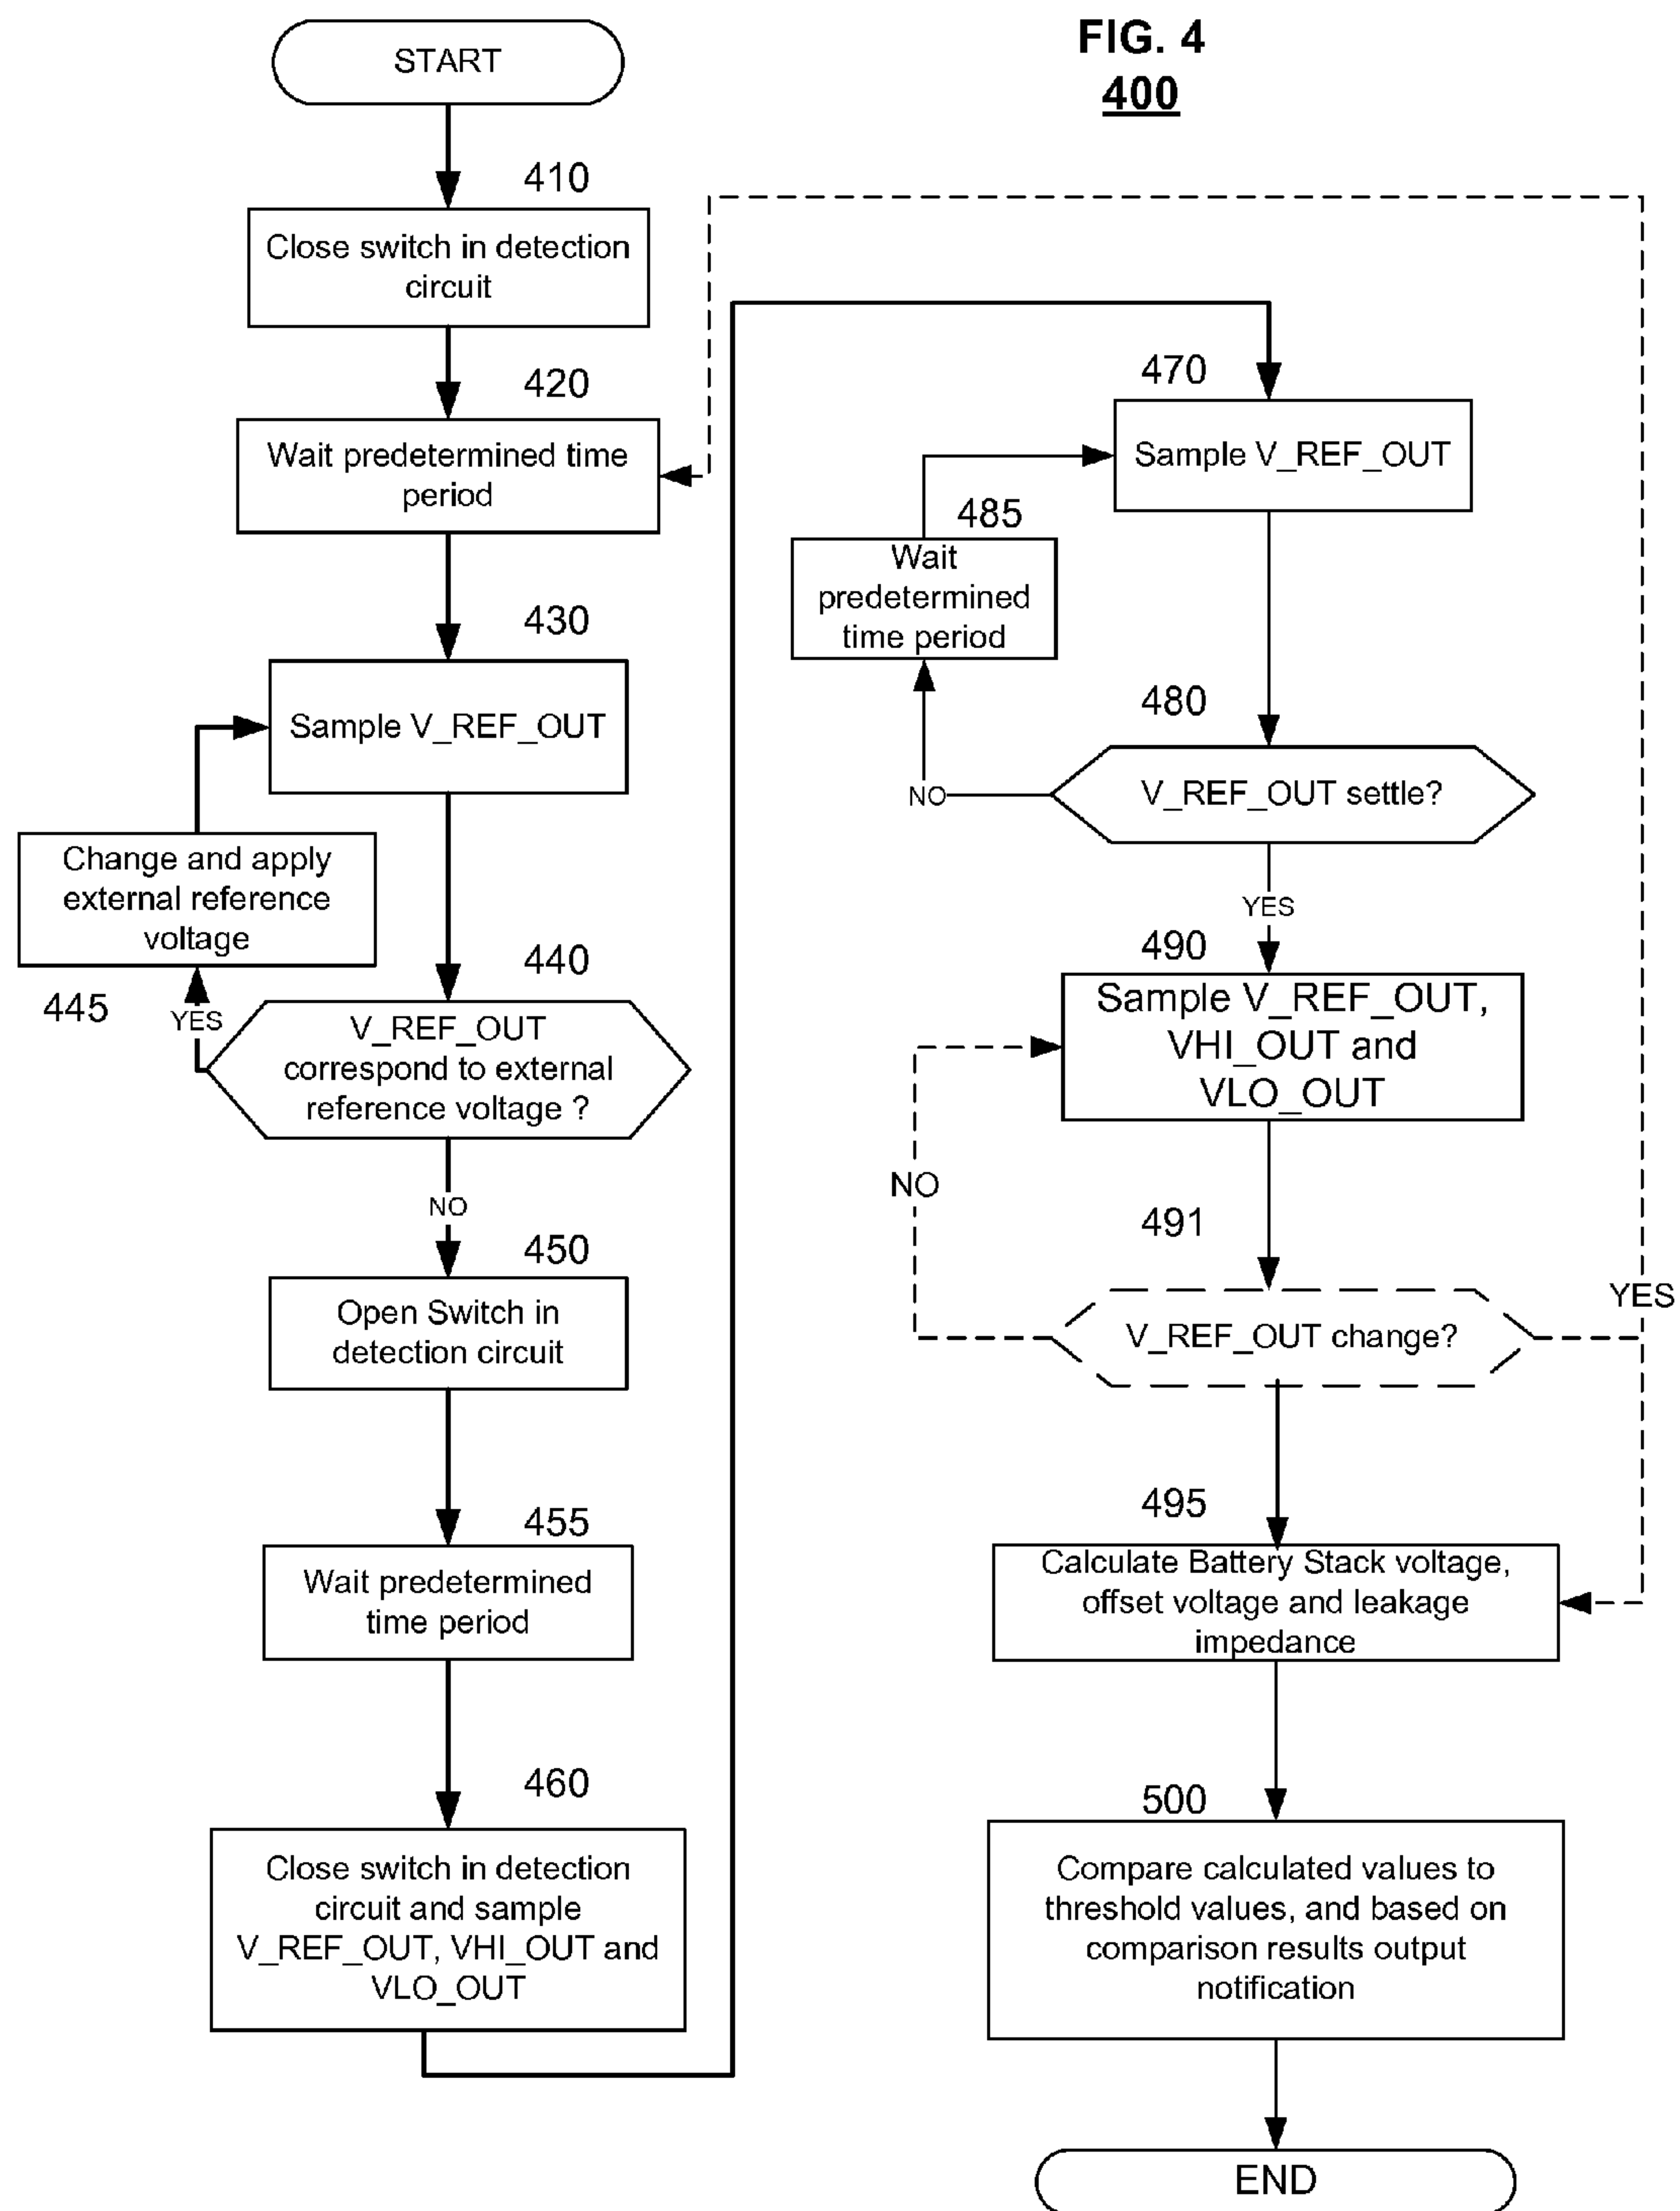 FIG. 4
400
START
410
Close switch in detection
circuit
420
Wait predetermined time
period
430
Sample V_REF_OUT
Change and apply
external reference
voltage
445
YES
440
V_REF_OUT
correspond to external
reference voltage ?
NO
450
Open Switch in
detection circuit
455
Wait predetermined
time period
460
Close switch in detection
circuit and sample
V_REF_OUT, VHI_OUT and
VLO_OUT
470
Sample V_REF_OUT
485
Wait
predetermined
time period
480
V_REF_OUT settle?
NO
YES
490
Sample V_REF_OUT,
VHI_OUT and
VLO_OUT
NO
491
V_REF_OUT change?
YES
495
Calculate Battery Stack voltage,
offset voltage and leakage
impedance
500
Compare calculated values to
threshold values, and based on
comparison results output
notification
END